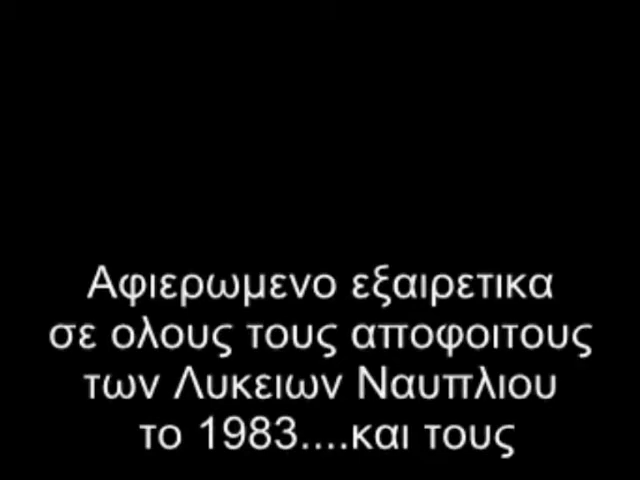 Αφιερωμενο εξαιρετικα
σε ολους τους αποφοιτους
των Λυκειων Ναυπλιου
το 1983....και τους